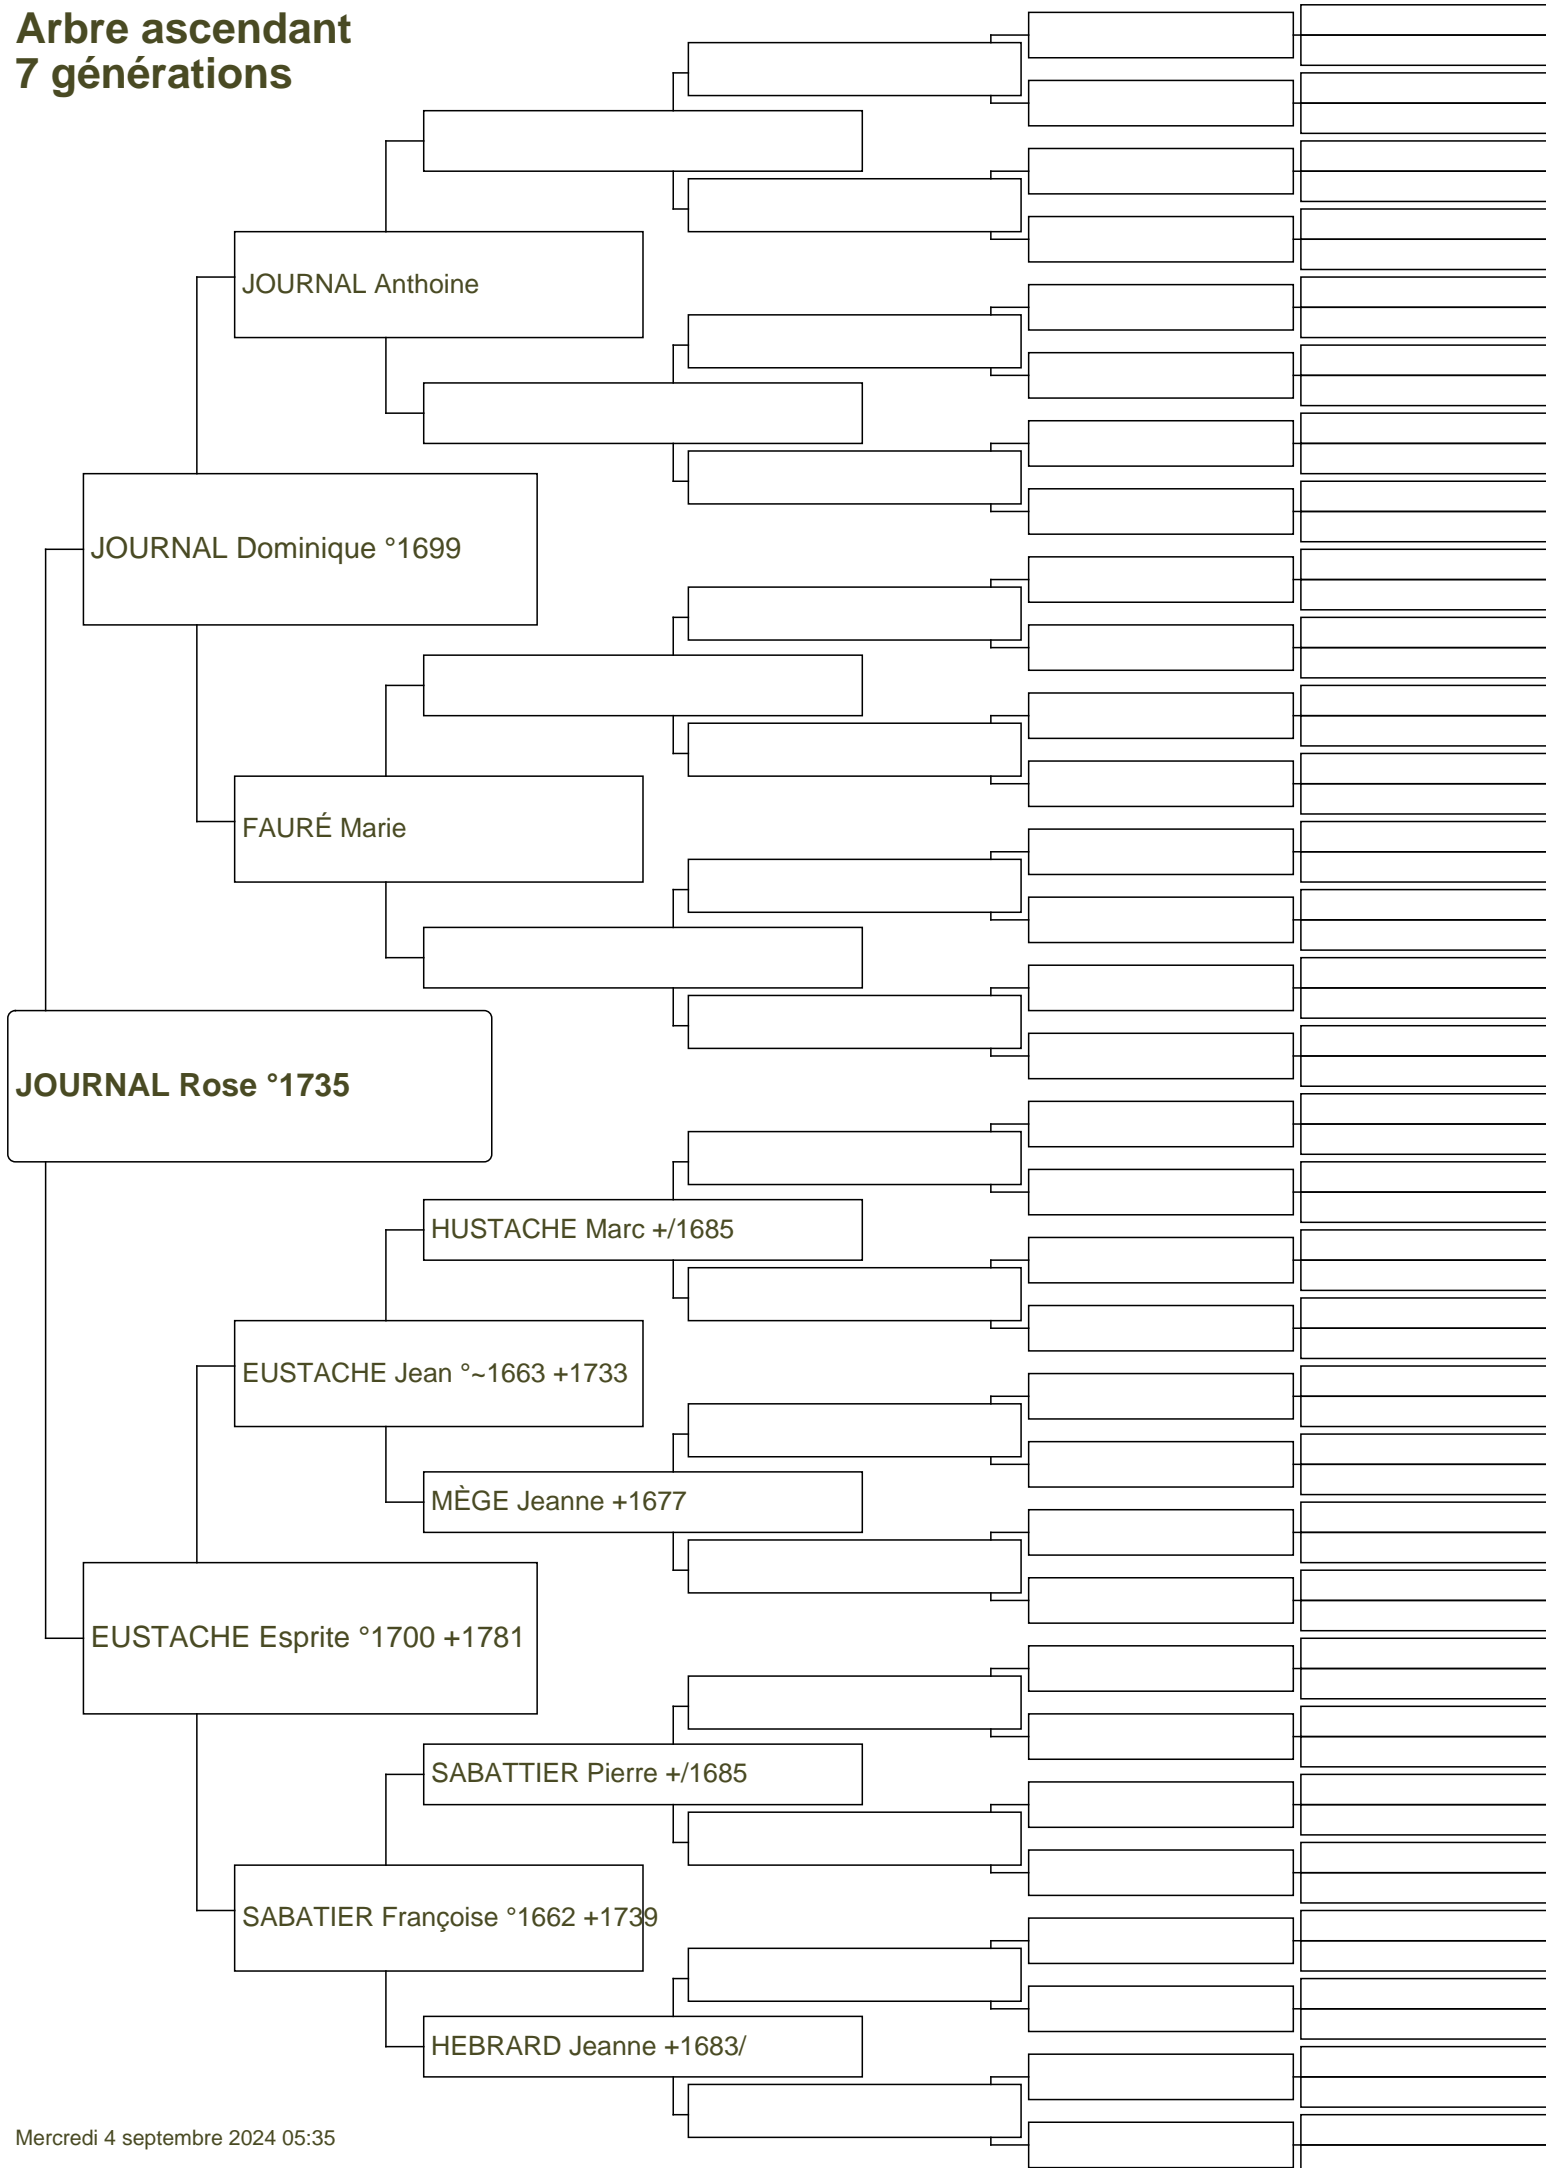 Arbre ascendant
7 générations
JOURNAL Anthoine
JOURNAL Dominique °1699
FAURÉ Marie
JOURNAL Rose °1735
HUSTACHE Marc +/1685
EUSTACHE Jean °~1663 +1733
MÈGE Jeanne +1677
EUSTACHE Esprite °1700 +1781
SABATTIER Pierre +/1685
SABATIER Françoise °1662 +1739
HEBRARD Jeanne +1683/
Mercredi 4 septembre 2024 05:35